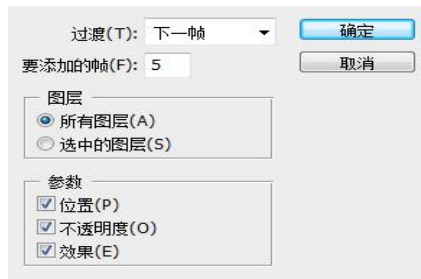 过渡(T): 下一帧 确定
要添加的帧(F): 5 取消
图层
所有图层(A)
选中的图层(S)
参数
位置(P)
不透明度(O)
效果(E)